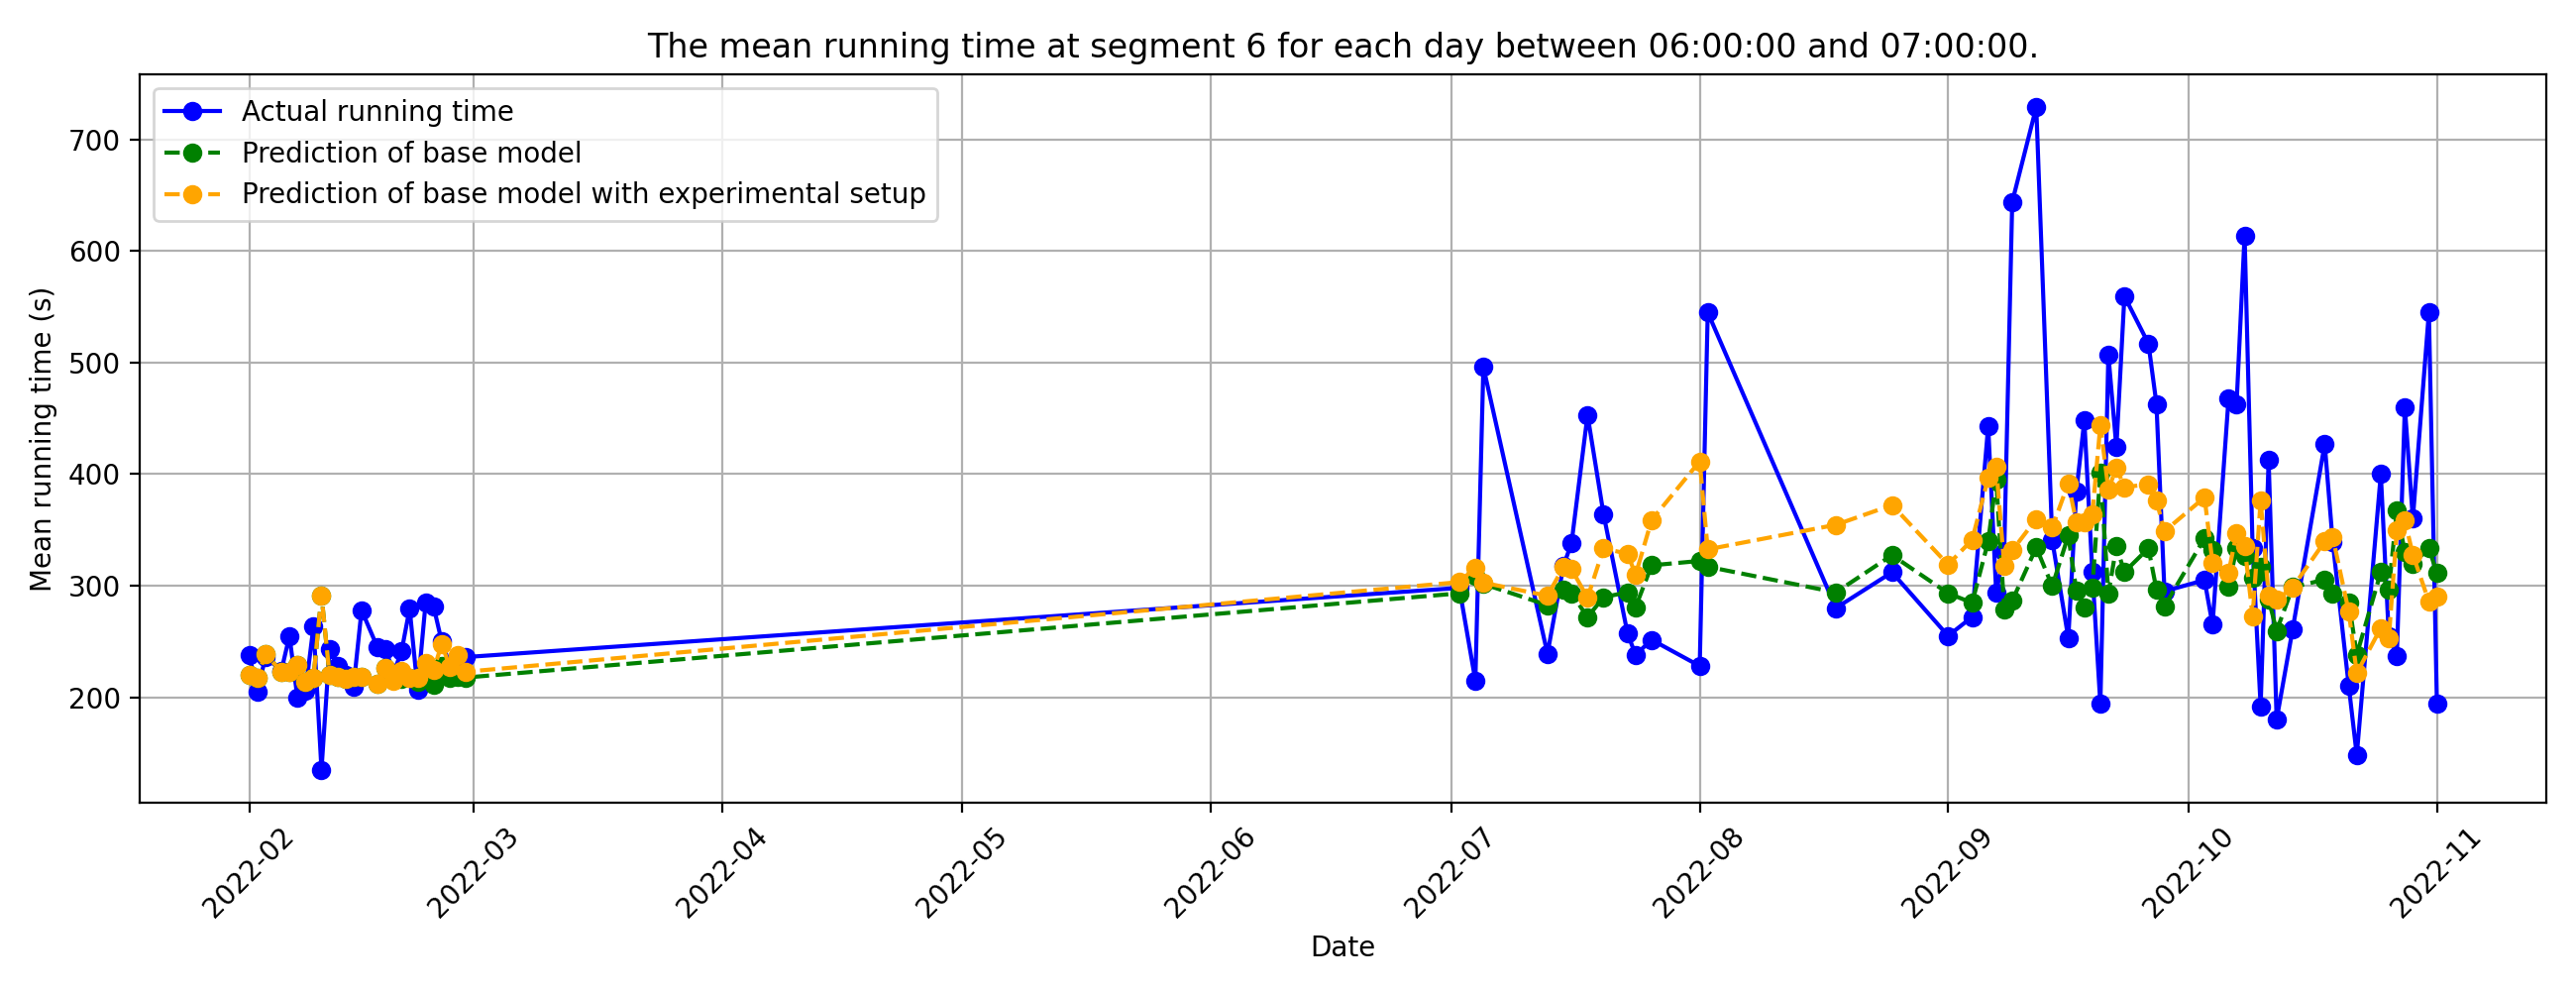 The mean running time at segment 6 for each day between 06:00:00 and 07:00:00.
Actual running time
Prediction of base model
Prediction of base model with experimental setup
Mean running time (s)
700
600
500
400
300
200
2022-02
2022-03
2022-04
2022-05
2022-06
2022-07
2022-08
2022-09
2022-10
2022-11
Date